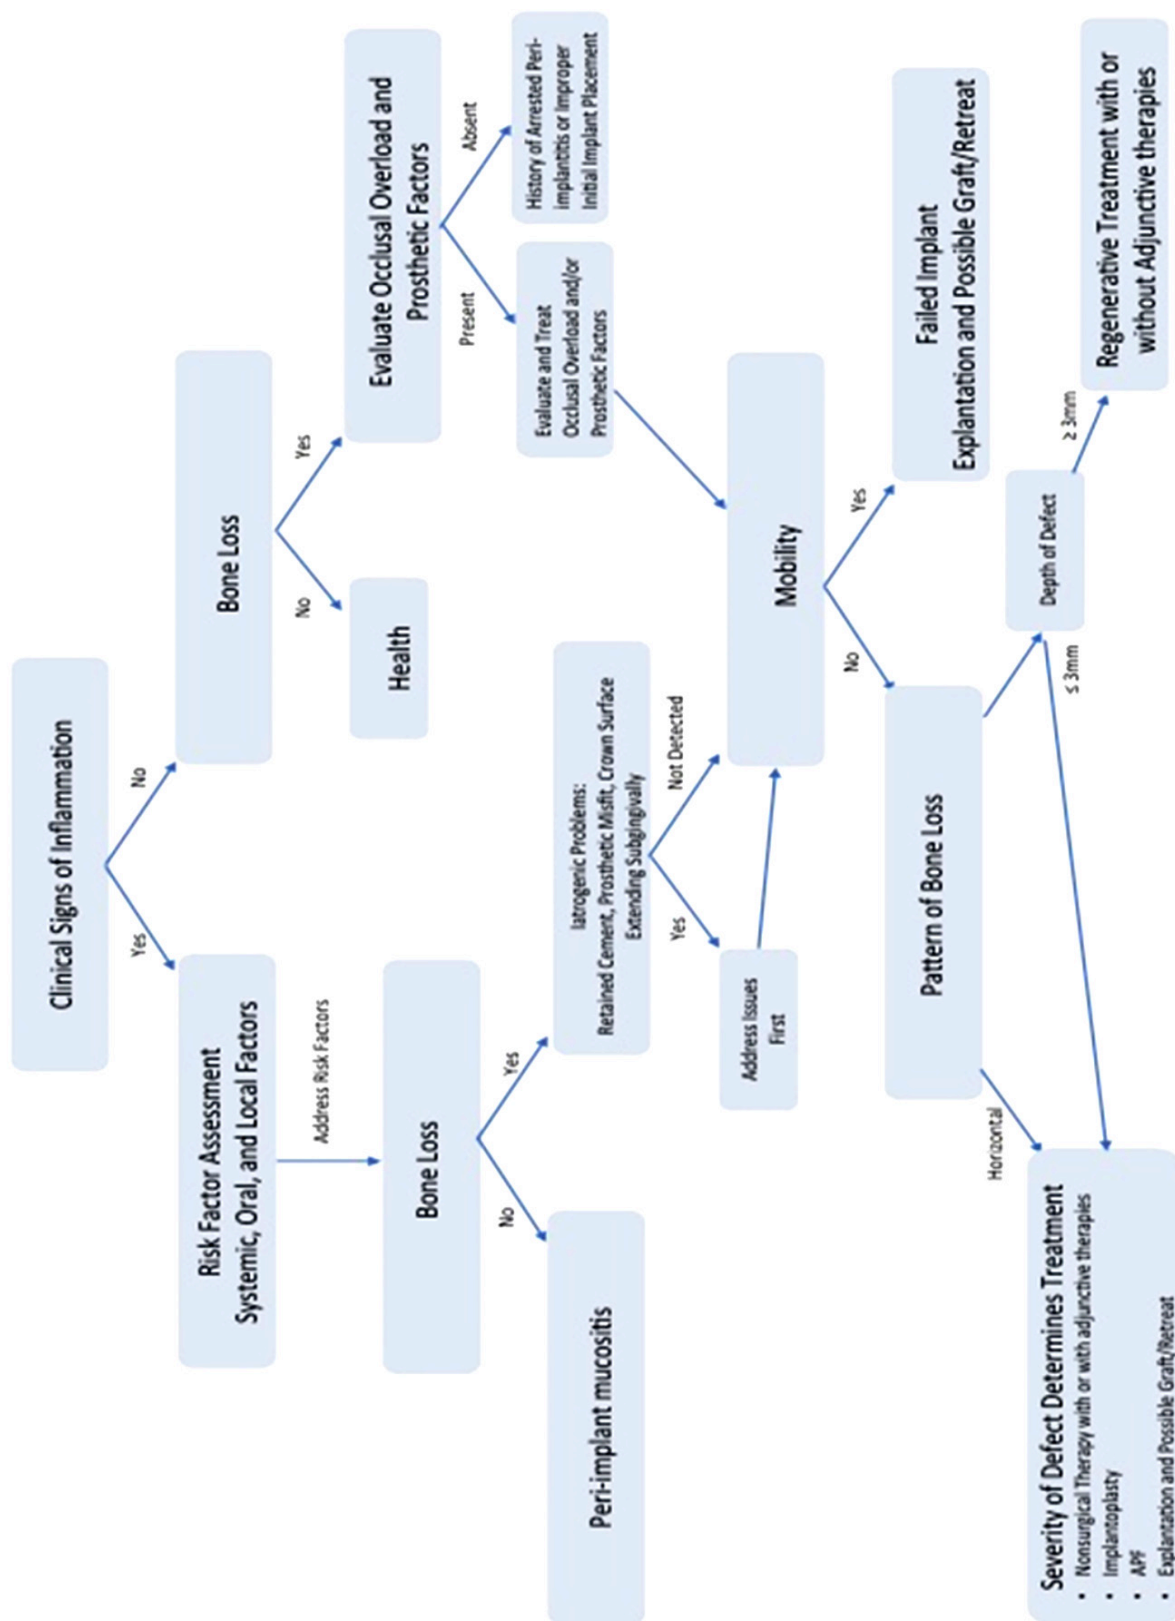 Clinical Signs of Inflammation
Yes
No
Risk Factor Assessment
Systemic, Oral, and Local Factors
Bone Loss
Address Risk Factors
No
Yes
Bone Loss
Health
Evaluate Occlusal Overload and
Prosthetic Factors
No
Yes
Present
Absent
Peri-implant mucositis
Iatrogenic Problems:
Retained Cement, Prosthetic Misfit, Crown Surface
Extending Subgingivally
Evaluate and Treat
Occlusal Overload and/or
Prosthetic Factors
History of Arrested Peri-
implantitis or Improper
Initial Implant Placement
Yes
Not Detected
Address Issues
First
Mobility
No
Yes
Pattern of Bone Loss
Failed Implant
Explantation and Possible Graft/Retreat
Horizontal
Depth of Defect
≤ 3mm
≥ 3mm
Severity of Defect Determines Treatment
• Nonsurgical Therapy with or with adjunctive therapies
• Implantoplasty
• APF
• Explantation and Possible Graft/Retreat
Regenerative Treatment with or
without Adjunctive therapies